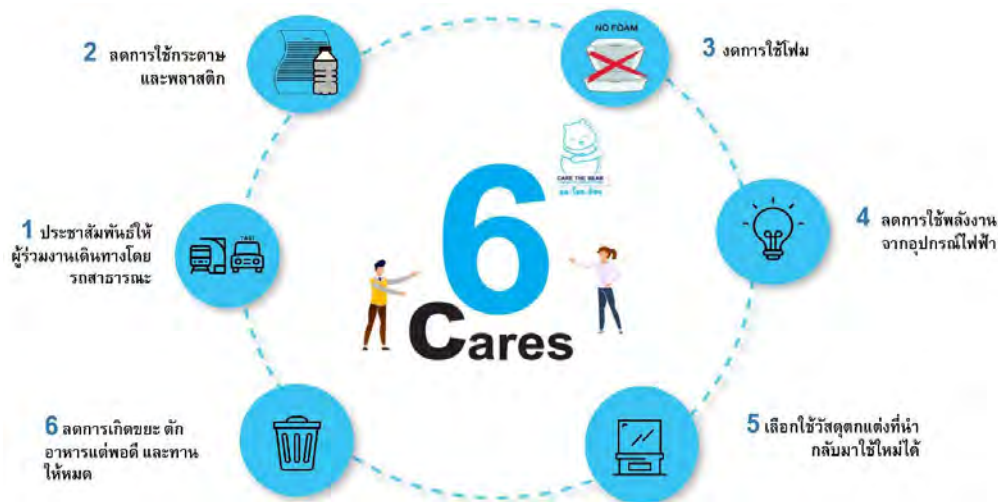 2 ลดการใช้กระดาษ
และพลาสติก
NO FOAM
3 งดการใช้โฟม
CARE THE BEAR
6
Cares
1 ประชาสัมพันธ์ให้
ผู้ร่วมงานเดินทางโดย
รถสาธารณะ
TAXI
4 ลดการใช้พลังงาน
จากอุปกรณ์ไฟฟ้า
6 ลดการเกิดขยะ ตัก
อาหารแต่พอดี และทาน
ให้หมด
5 เลือกใช้วัสดุตกแต่งที่นำ
กลับมาใช้ใหม่ได้